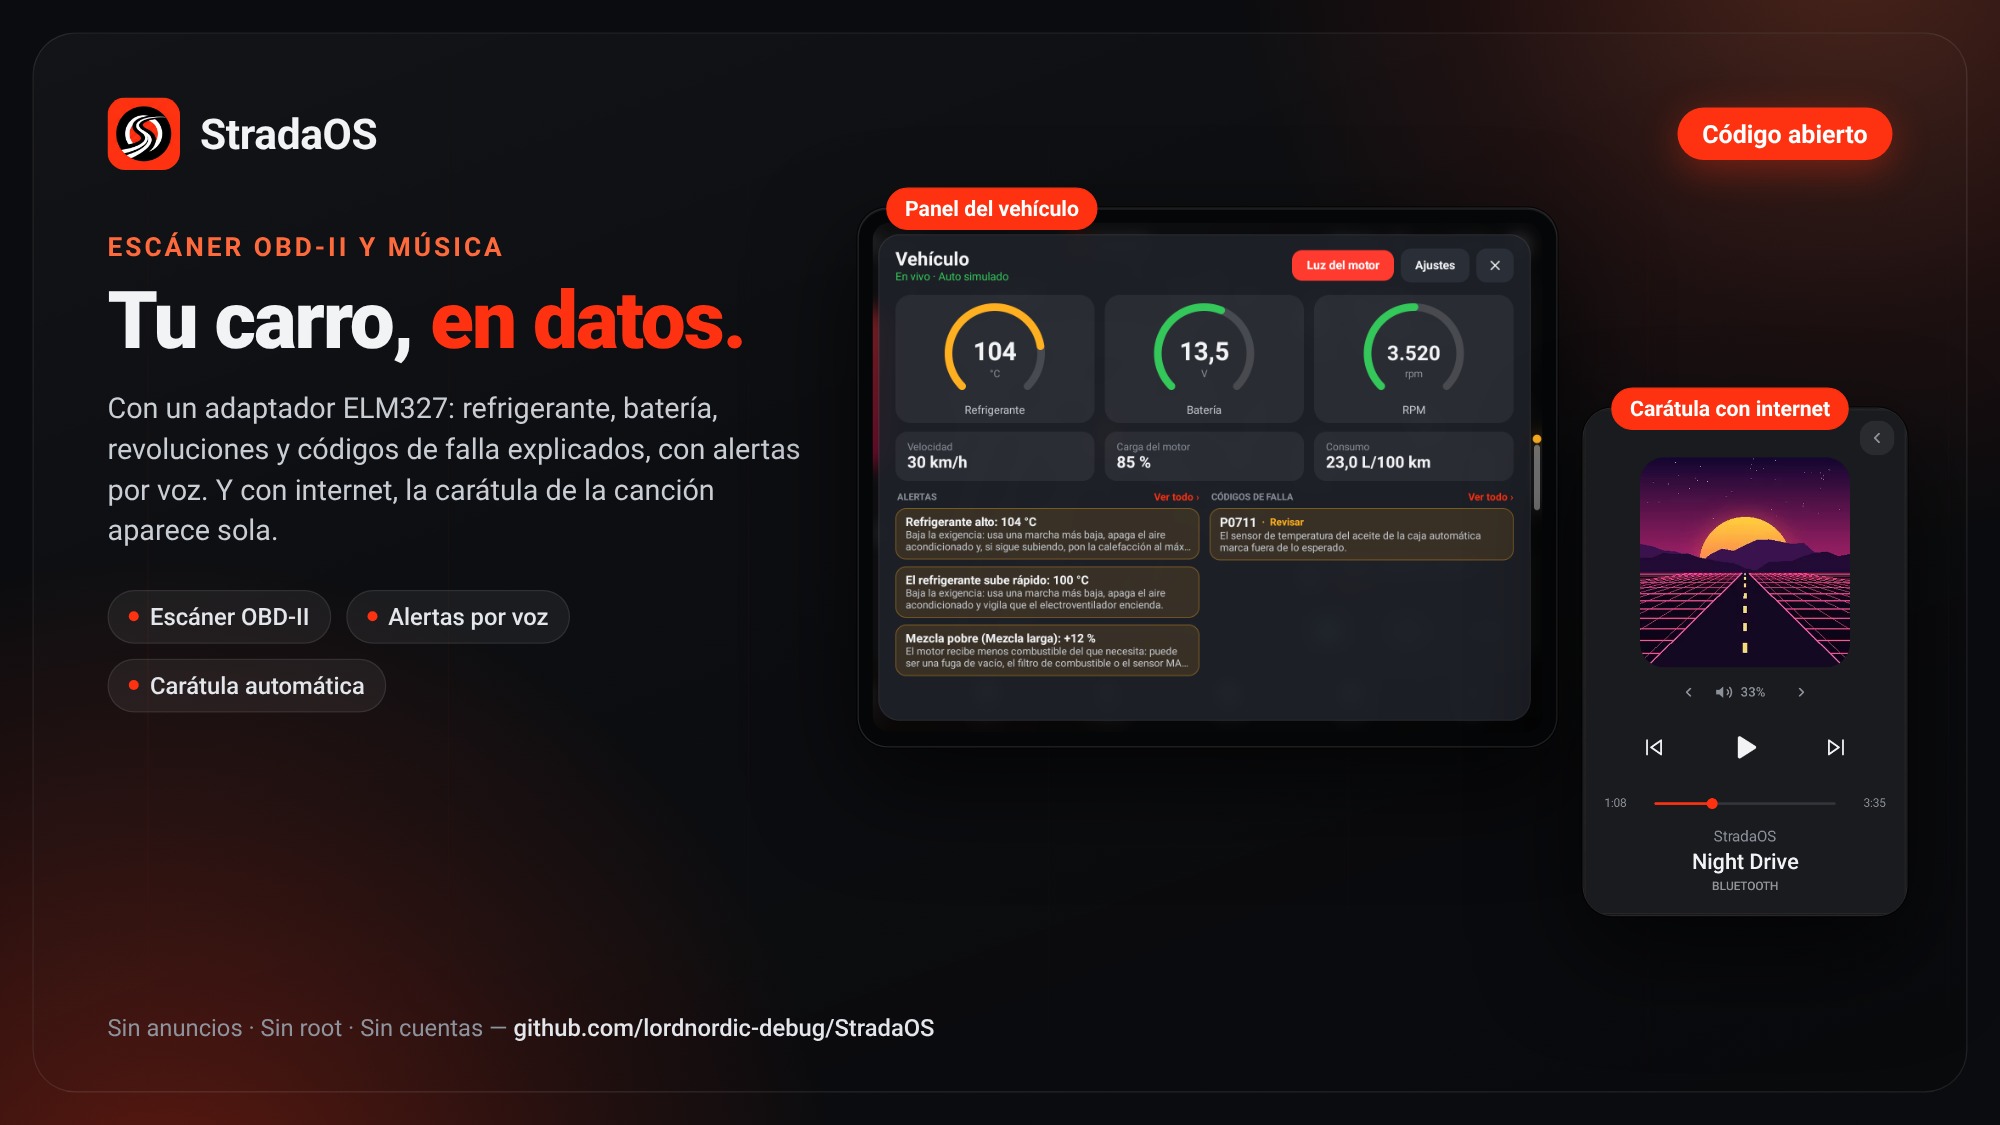 StradaOS
Código abierto
ESCÁNER OBD-II Y MÚSICA
Tu carro, en datos.
Con un adaptador ELM327: refrigerante, batería,
revoluciones y códigos de falla explicados, con alertas
por voz. Y con internet, la carátula de la canción
aparece sola.
Escáner OBD-II
Alertas por voz
Carátula automática
Panel del vehículo
Vehículo
En vivo · Auto simulado
Luz del motor
Ajustes
104
°C
Refrigerante
13,5
V
Batería
3.520
rpm
RPM
Velocidad
30 km/h
Carga del motor
85 %
Consumo
23,0 L/100 km
ALERTAS
Ver todo ›
Refrigerante alto: 104 °C
Baja la exigencia: usa una marcha más baja, apaga el aire
acondicionado y, si sigue subiendo, pon la calefacción al máx...
El refrigerante sube rápido: 100 °C
Baja la exigencia: usa una marcha más baja, apaga el aire
acondicionado y vigila que el electroventilador encienda.
Mezcla pobre (Mezcla larga): +12 %
El motor recibe menos combustible del que necesita: puede
ser una fuga de vacío, el filtro de combustible o el sensor MA...
CÓDIGOS DE FALLA
Ver todo ›
P0711 · Revisar
El sensor de temperatura del aceite de la caja automática
marca fuera de lo esperado.
Carátula con internet
33%
1:08
3:35
StradaOS
Night Drive
BLUETOOTH
Sin anuncios · Sin root · Sin cuentas — github.com/lordnordic-debug/StradaOS